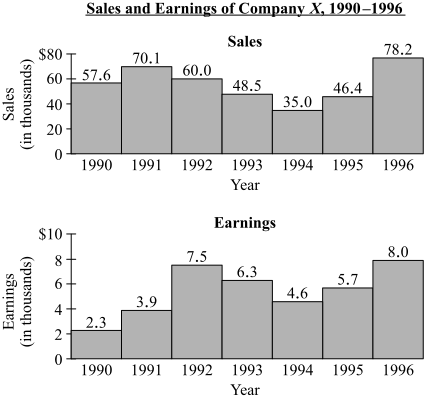 Sales and Earnings of Company X, 1990–1996
Sales
Sales
(in thousands)
$80
60
40
20
0
57.6
70.1
60.0
48.5
35.0
46.4
78.2
1990 1991 1992 1993 1994 1995 1996
Year
Earnings
Earnings
(in thousands)
$10
8
6
4
2
0
2.3
3.9
7.5
6.3
4.6
5.7
8.0
1990 1991 1992 1993 1994 1995 1996
Year